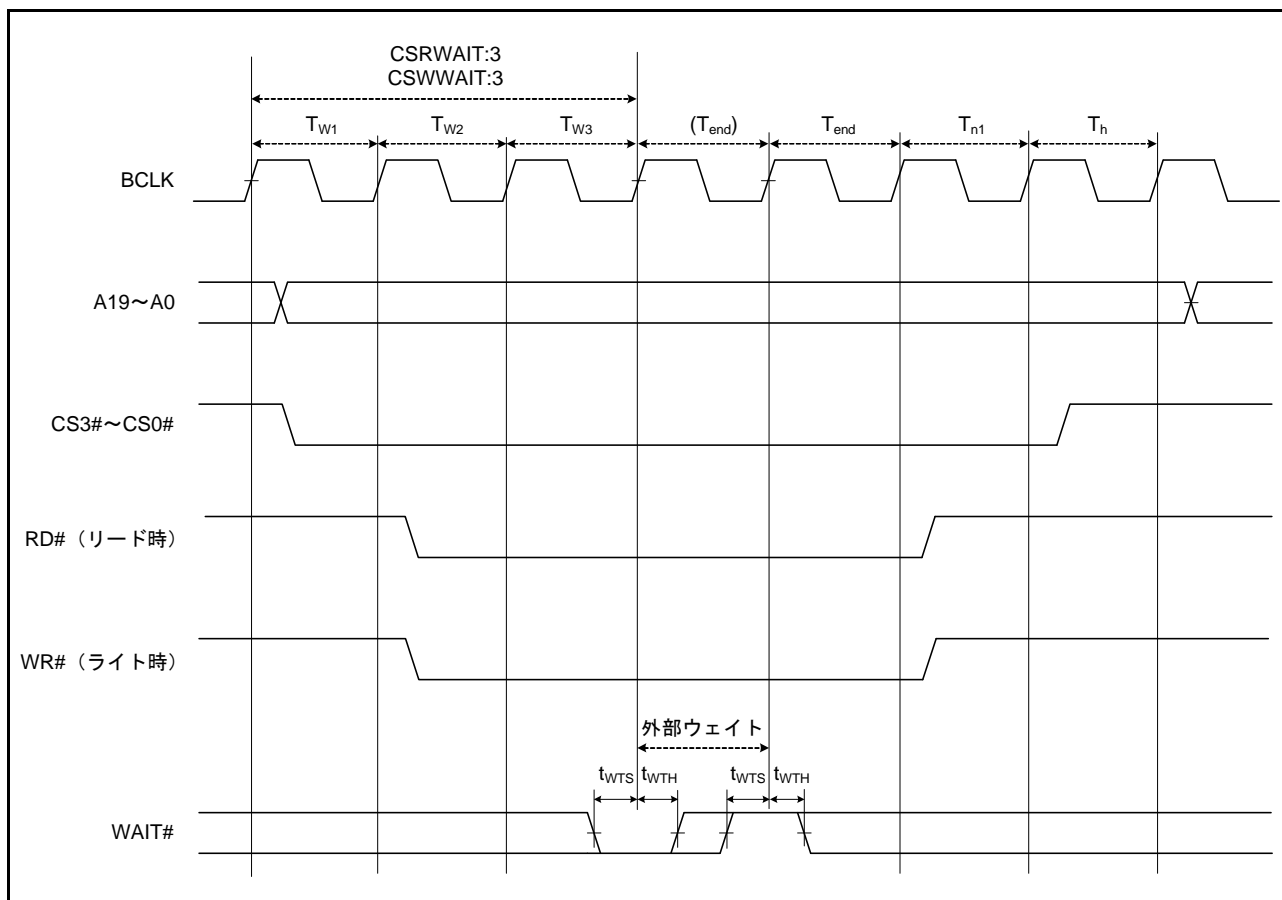 CSRWAIT:3
CSWWAIT:3
TW1 TW2 TW3 (Tend) Tend Tn1 Th
BCLK
A19～A0
CS3#～CS0#
RD#（リード時）
WR#（ライト時）
外部ウェイト
tWTS tWTH tWTS tWTH
WAIT#